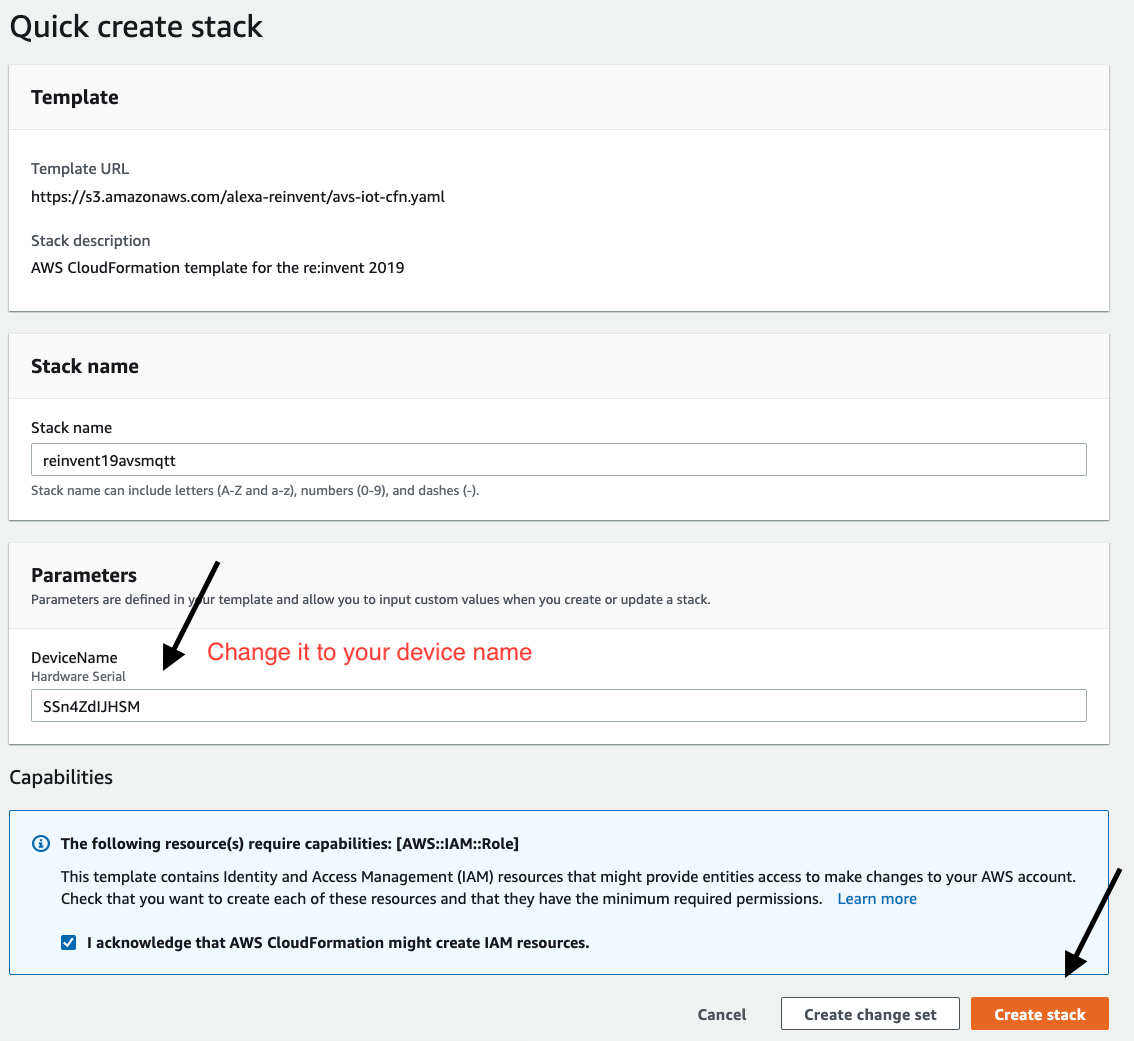 Quick create stack
Template
Template URL
https://s3.amazonaws.com/alexa-reinvent/avs-iot-cfn.yaml
Stack description
AWS CloudFormation template for the re:invent 2019
Stack name
Stack name
reinvent19avsmqtt
Stack name can include letters (A-Z and a-z), numbers (0-9), and dashes (-).
Parameters
Parameters are defined in your template and allow you to input custom values when you create or update a stack.
Change it to your device name
DeviceName
Hardware Serial
SSn4ZdIJHSM
Capabilities
The following resource(s) require capabilities: [AWS::IAM::Role]
This template contains Identity and Access Management (IAM) resources that might provide entities access to make changes to your AWS account.
Check that you want to create each of these resources and that they have the minimum required permissions. Learn more
I acknowledge that AWS CloudFormation might create IAM resources.
Cancel Create change set Create stack